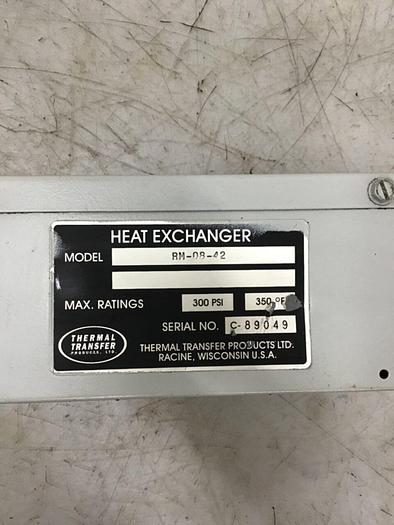 HEAT EXCHANGER
MODEL RM-08-42
MAX. RATINGS 300 PSI 350 °F
SERIAL NO. C-89049
THERMAL TRANSFER PRODUCTS, LTD
THERMAL TRANSFER PRODUCTS LTD.
RACINE, WISCONSIN U.S.A.